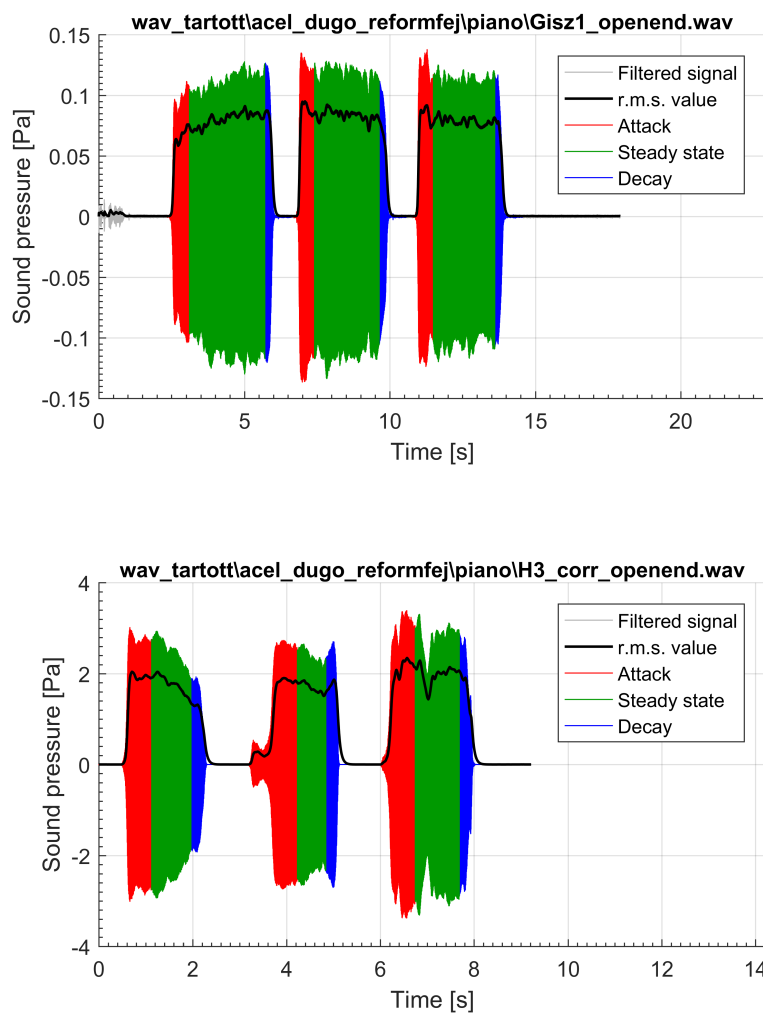 wav_tartott\acel_dugo_reformfej\piano\Gisz1_openend.wav
0.15
0.1
0.05
0
-0.05
-0.1
-0.15
Sound pressure [Pa]
Filtered signal
r.m.s. value
Attack
Steady state
Decay
0 5 10 15 20
Time [s]
wav_tartott\acel_dugo_reformfej\piano\H3_corr_openend.wav
4
2
0
-2
-4
Sound pressure [Pa]
Filtered signal
r.m.s. value
Attack
Steady state
Decay
0 2 4 6 8 10 12 14
Time [s]